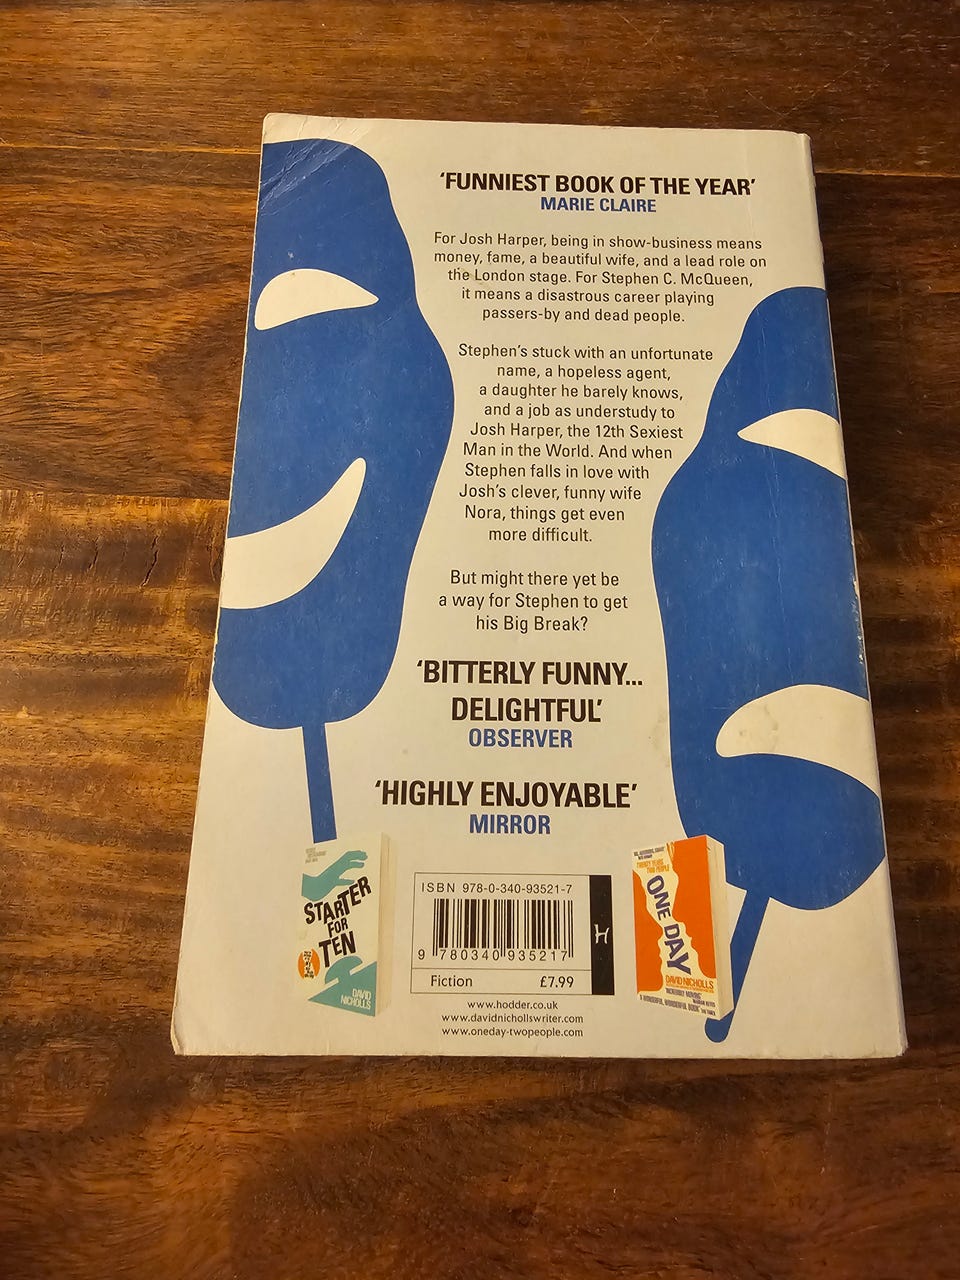 ‘FUNNIEST BOOK OF THE YEAR’
MARIE CLAIRE
For Josh Harper, being in show-business means
money, fame, a beautiful wife, and a lead role on
the London stage. For Stephen C. McQueen,
it means a disastrous career playing
passers-by and dead people.
Stephen’s stuck with an unfortunate
name, a hopeless agent,
a daughter he barely knows,
and a job as understudy to
Josh Harper, the 12th Sexiest
Man in the World. And when
Stephen falls in love with
Josh’s clever, funny wife
Nora, things get even
more difficult.
But might there yet be
a way for Stephen to get
his Big Break?
‘BITTERLY FUNNY...
DELIGHTFUL’
OBSERVER
‘HIGHLY ENJOYABLE’
MIRROR
STARTER
FOR
TEN
DAVID
NICHOLLS
ISBN 978-0-340-93521-7
9 780340 935217
Fiction £7.99
H
www.hodder.co.uk
www.davidnichollswriter.com
www.oneday-twopeople.com
TWENTY YEARS
TWO PEOPLE
ONE DAY
DAVID NICHOLLS